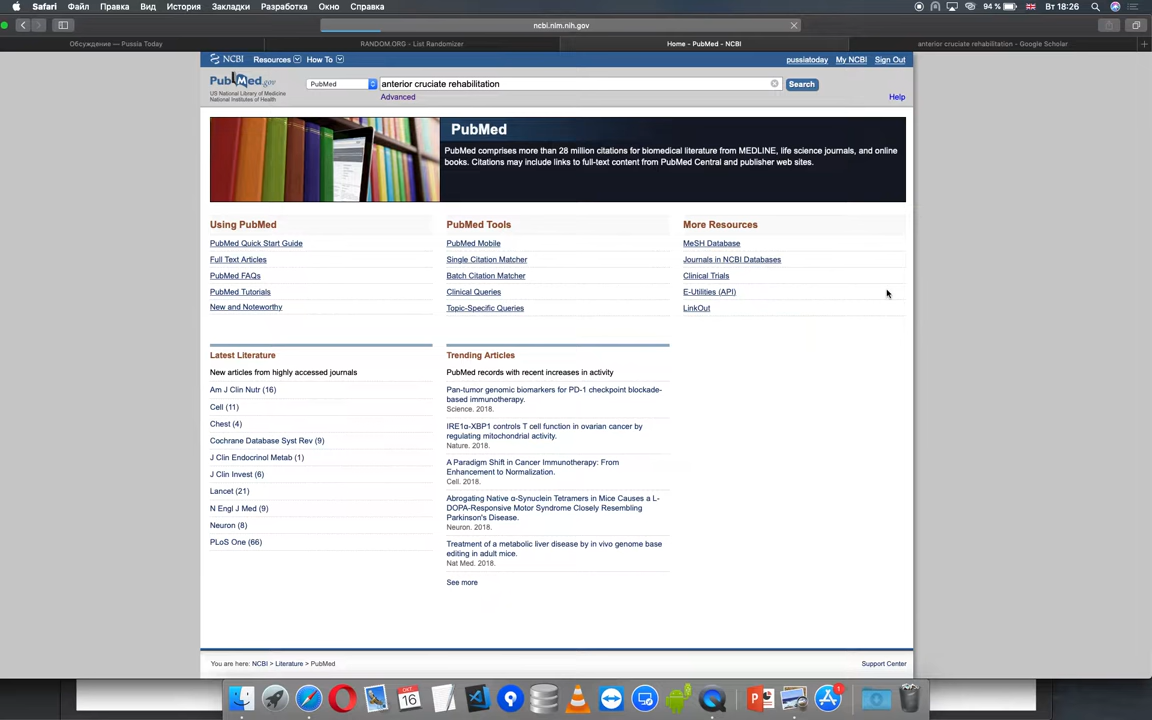 Safari Файл Правка Вид История Закладки Разработка Окно Справка 94 % Вт 18:26
ncbi.nlm.nih.gov
Обсуждение — Pussia Today RANDOM.ORG - List Randomizer Home - PubMed - NCBI anterior cruciate rehabilitation - Google Scholar
NCBI Resources How To pussiatoday My NCBI Sign Out
PubMed.gov
US National Library of Medicine
National Institutes of Health
PubMed anterior cruciate rehabilitation Search
Advanced Help
PubMed
PubMed comprises more than 28 million citations for biomedical literature from MEDLINE, life science journals, and online
books. Citations may include links to full-text content from PubMed Central and publisher web sites.
Using PubMed
PubMed Quick Start Guide
Full Text Articles
PubMed FAQs
PubMed Tutorials
New and Noteworthy
PubMed Tools
PubMed Mobile
Single Citation Matcher
Batch Citation Matcher
Clinical Queries
Topic-Specific Queries
More Resources
MeSH Database
Journals in NCBI Databases
Clinical Trials
E-Utilities (API)
LinkOut
Latest Literature
New articles from highly accessed journals
Am J Clin Nutr (16)
Cell (11)
Chest (4)
Cochrane Database Syst Rev (9)
J Clin Endocrinol Metab (1)
J Clin Invest (6)
Lancet (21)
N Engl J Med (9)
Neuron (8)
PLoS One (66)
Trending Articles
PubMed records with recent increases in activity
Pan-tumor genomic biomarkers for PD-1 checkpoint blockade-
based immunotherapy.
Science. 2018.
IRE1α-XBP1 controls T cell function in ovarian cancer by
regulating mitochondrial activity.
Nature. 2018.
A Paradigm Shift in Cancer Immunotherapy: From
Enhancement to Normalization.
Cell. 2018.
Abrogating Native α-Synuclein Tetramers in Mice Causes a L-
DOPA-Responsive Motor Syndrome Closely Resembling
Parkinson's Disease.
Neuron. 2018.
Treatment of a metabolic liver disease by in vivo genome base
editing in adult mice.
Nat Med. 2018.
See more
You are here: NCBI > Literature > PubMed Support Center
ОКТ
16
P
1